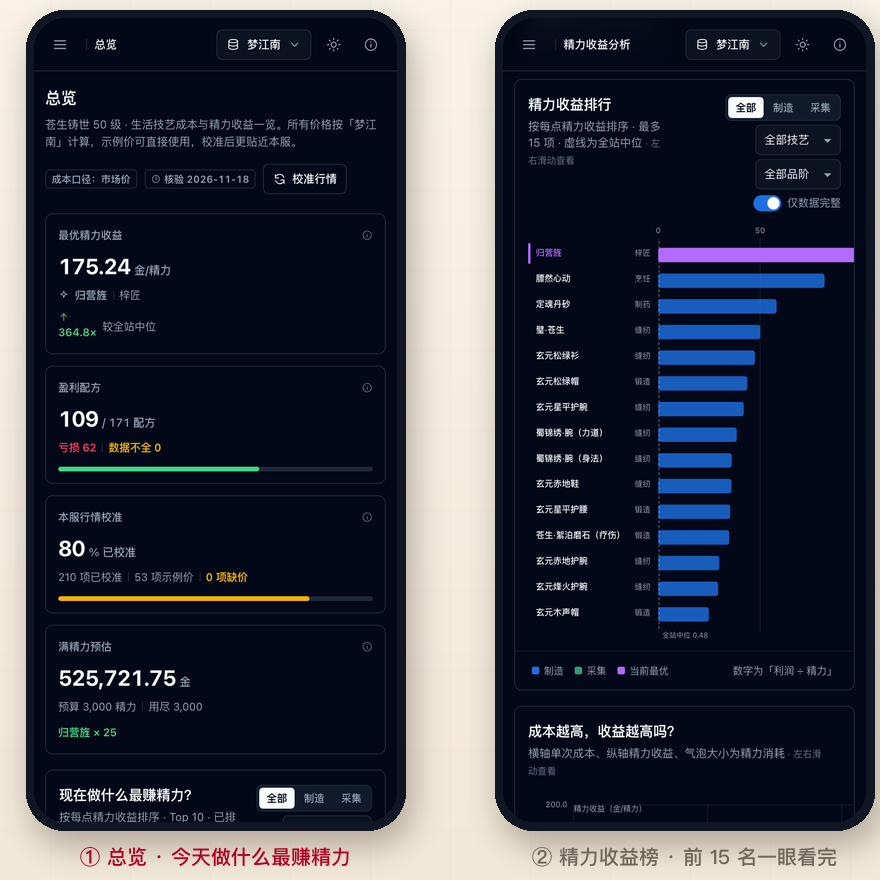 总览
梦江南
总览
苍生铸世 50 级 · 生活技艺成本与精力收益一览。所有价格按「梦江
南」计算，示例价可直接使用，校准后更贴近本服。
成本口径：市场价
核验 2026-11-18
校准行情
最优精力收益
175.24 金/精力
归营旌 | 梓匠
↑
364.8× 较全站中位
盈利配方
109 / 171 配方
亏损 62 | 数据不全 0
本服行情校准
80 % 已校准
210 项已校准 | 53 项示例价 | 0 项缺价
满精力预估
525,721.75 金
预算 3,000 精力 | 用尽 3,000
归营旌 × 25
现在做什么最赚精力?
全部 制造 采集
按每点精力收益排序 · Top 10 · 已排
① 总览 · 今天做什么最赚精力
精力收益分析
梦江南
精力收益排行
全部 制造 采集
按每点精力收益排序 · 最多
15 项 · 虚线为全站中位 · 左
右滑动查看
全部技艺
全部品阶
仅数据完整
0 50
归营旌 梓匠
膘然心动 烹饪
定魂丹砂 制药
璧·苍生 缝纫
玄元松绿衫 缝纫
玄元松绿帽 锻造
玄元星平护腕 缝纫
蜀锦绣·腕（力道） 缝纫
蜀锦绣·腕（身法） 缝纫
玄元赤地鞋 缝纫
玄元星平护腰 锻造
苍生·絮泊磨石（疗伤） 锻造
玄元赤地护腕 缝纫
玄元烽火护腕 缝纫
玄元木声帽 锻造
全站中位 0.48
制造 采集 当前最优 数字为「利润 ÷ 精力」
成本越高，收益越高吗?
横轴单次成本、纵轴精力收益、气泡大小为精力消耗 · 左右滑
动查看
200.0 精力收益（金/精力）
② 精力收益榜 · 前 15 名一眼看完